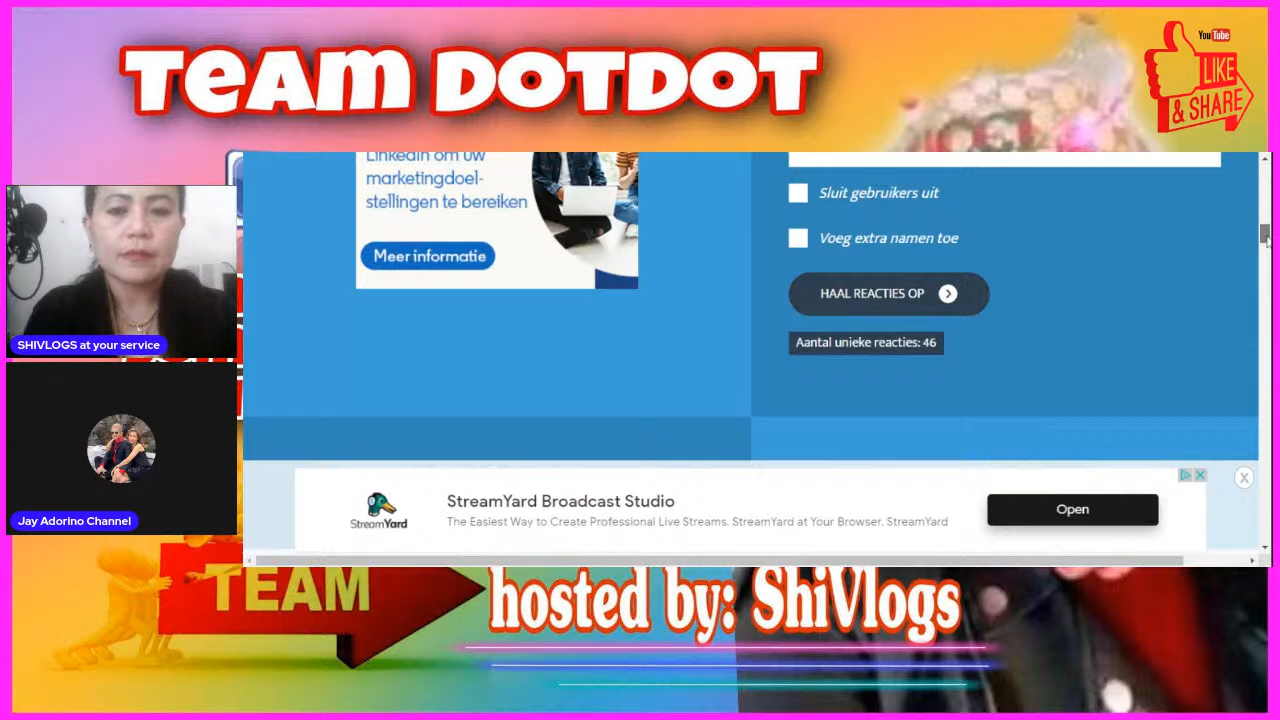 TeAm DOTDOT
YouTube
LIKE
& SHARE
LinkedIn om uw
marketingdoel-
stellingen te bereiken
Meer informatie
Sluit gebruikers uit
Voeg extra namen toe
HAAL REACTIES OP
Aantal unieke reacties: 46
SHIVLOGS at your service
Jay Adorino Channel
StreamYard
StreamYard Broadcast Studio
The Easiest Way to Create Professional Live Streams. StreamYard at Your Browser. StreamYard
Open
X
TEAM
hosted by: ShiVlogs